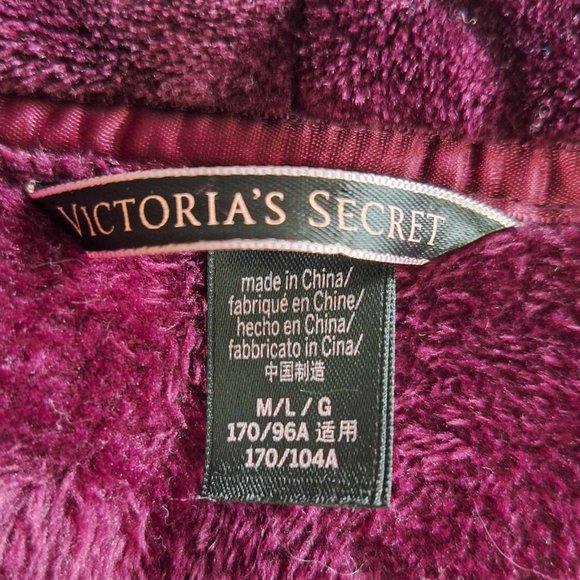 VICTORIA'S SECRET
made in China/
fabriqué en Chine/
hecho en China/
fabbricato in Cina/
中国制造
M/L/G
170/96A 适用
170/104A